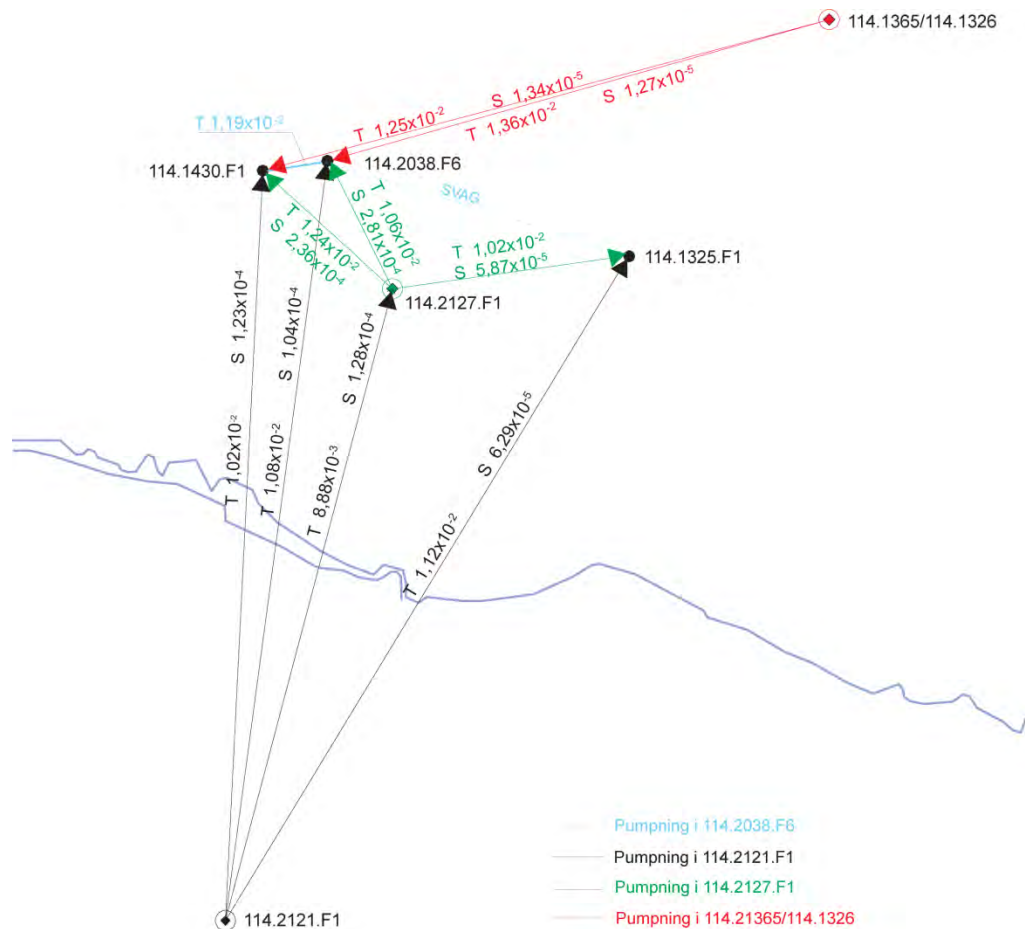 114.1365/114.1326
S 1,34x10-5
S 1,27x10-5
T 1,25x10-2
T 1,36x10-2
T 1,19x10-2
114.1430.F1
114.2038.F6
SVAG
T 1,06x10-2
S 2,81x10-4
T 1,24x10-2
S 2,36x10-4
T 1,02x10-2
S 5,87x10-5
114.1325.F1
114.2127.F1
S 1,23x10-4
S 1,04x10-4
S 1,28x10-4
S 6,29x10-5
T 1,02x10-2
T 1,08x10-2
T 8,88x10-3
T 1,12x10-2
Pumpning i 114.2038.F6
Pumpning i 114.2121.F1
Pumpning i 114.2127.F1
Pumpning i 114.21365/114.1326
114.2121.F1